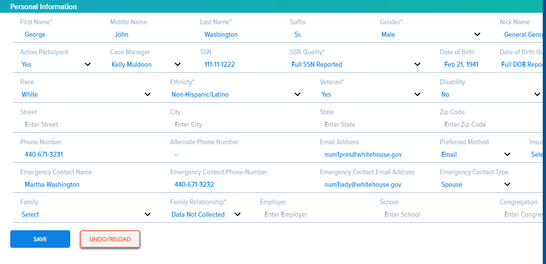 Personal Information
First Name* Middle Name Last Name* Suffix Gender* Nick Name
George John Washington Sr. Male General Geor
Active Participant Case Manager SSN SSN Quality* Date of Birth Date of Birth Q
Yes Kelly Muldoon 111-11-1222 Full SSN Reported Feb 21, 1941 Full DOB Repor
Race Ethnicty* Veteran* Disability
White Non-Hispanic/Latino Yes No
Street City State Zip Code
Enter Street Enter City Enter State Enter Zip Code
Phone Number Alternate Phone Number Email Address Preferred Method Insu
440-671-3231 -- num1pres@whitehouse.gov Email Sele
Emergency Contact Name Emergency Contact Phone Number Emergency Contact Email Address Emergency Contact Type
Martha Washington 440-671-3232 num1lady@whitehouse.gov Spouse
Family Family Relationship* Employer School Congregation
Select Data Not Collected Enter Employer Enter School Enter Congre
SAVE UNDO/RELOAD